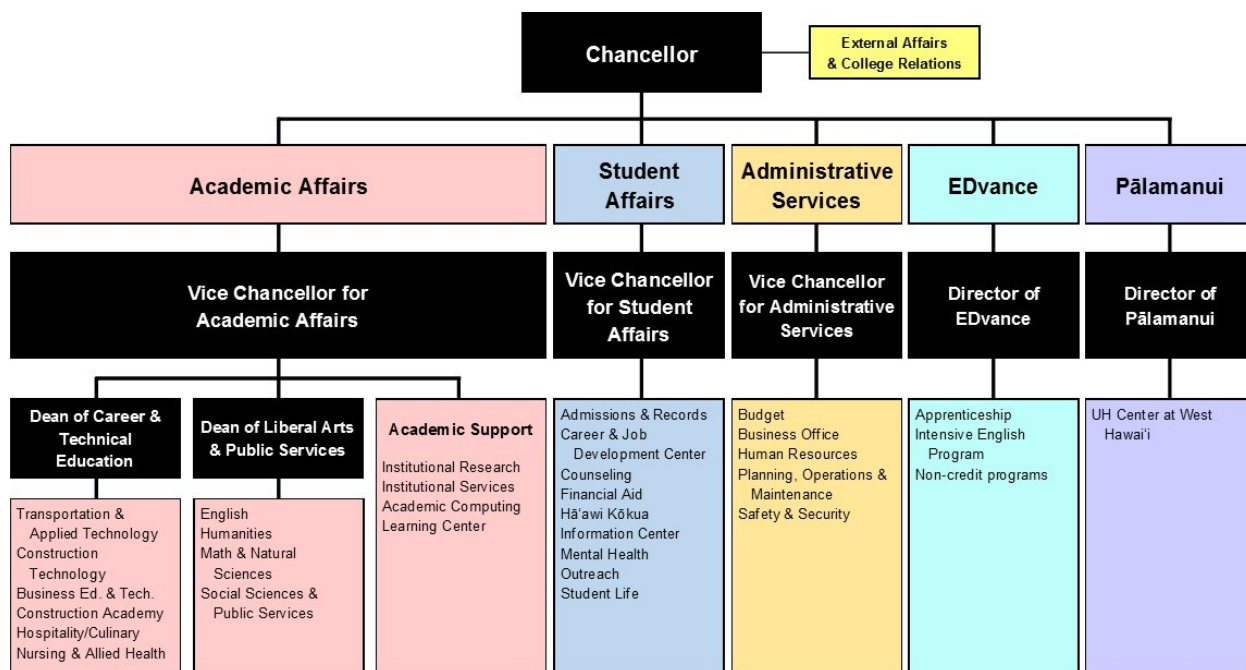 Chancellor
External Affairs
& College Relations
Academic Affairs
Student
Affairs
Administrative
Services
EDvance
Pālamanui
Vice Chancellor for
Academic Affairs
Vice Chancellor
for Student
Affairs
Vice Chancellor
for Administrative
Services
Director of
EDvance
Director of
Pālamanui
Dean of Career &
Technical
Education
Transportation &
Applied Technology
Construction
Technology
Business Ed. & Tech.
Construction Academy
Hospitality/Culinary
Nursing & Allied Health
Dean of Liberal Arts
& Public Services
English
Humanities
Math & Natural
Sciences
Social Sciences &
Public Services
Academic Support
Institutional Research
Institutional Services
Academic Computing
Learning Center
Admissions & Records
Career & Job
Development Center
Counseling
Financial Aid
Hā'awi Kōkua
Information Center
Mental Health
Outreach
Student Life
Budget
Business Office
Human Resources
Planning, Operations &
Maintenance
Safety & Security
Apprenticeship
Intensive English
Program
Non-credit programs
UH Center at West
Hawai'i